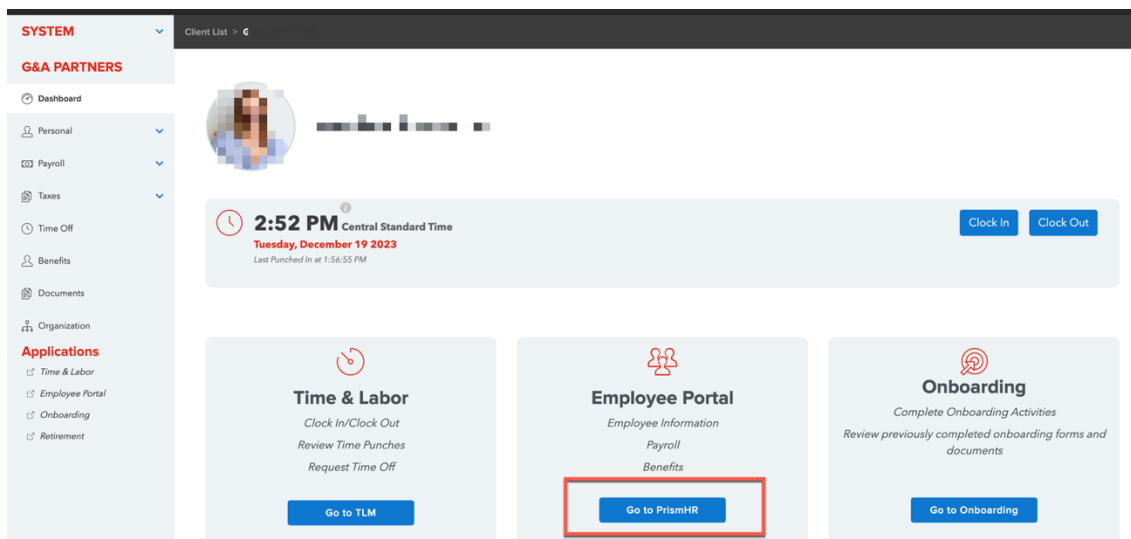 SYSTEM
Client List > G
G&A PARTNERS
Dashboard
Personal
Payroll
Taxes
Time Off
Benefits
Documents
Organization
Applications
Time & Labor
Employee Portal
Onboarding
Retirement
2:52 PM Central Standard Time
Tuesday, December 19 2023
Last Punched In at 1:56:55 PM
Clock In
Clock Out
Time & Labor
Clock In/Clock Out
Review Time Punches
Request Time Off
Go to TLM
Employee Portal
Employee Information
Payroll
Benefits
Go to PrismHR
Onboarding
Complete Onboarding Activities
Review previously completed onboarding forms and
documents
Go to Onboarding